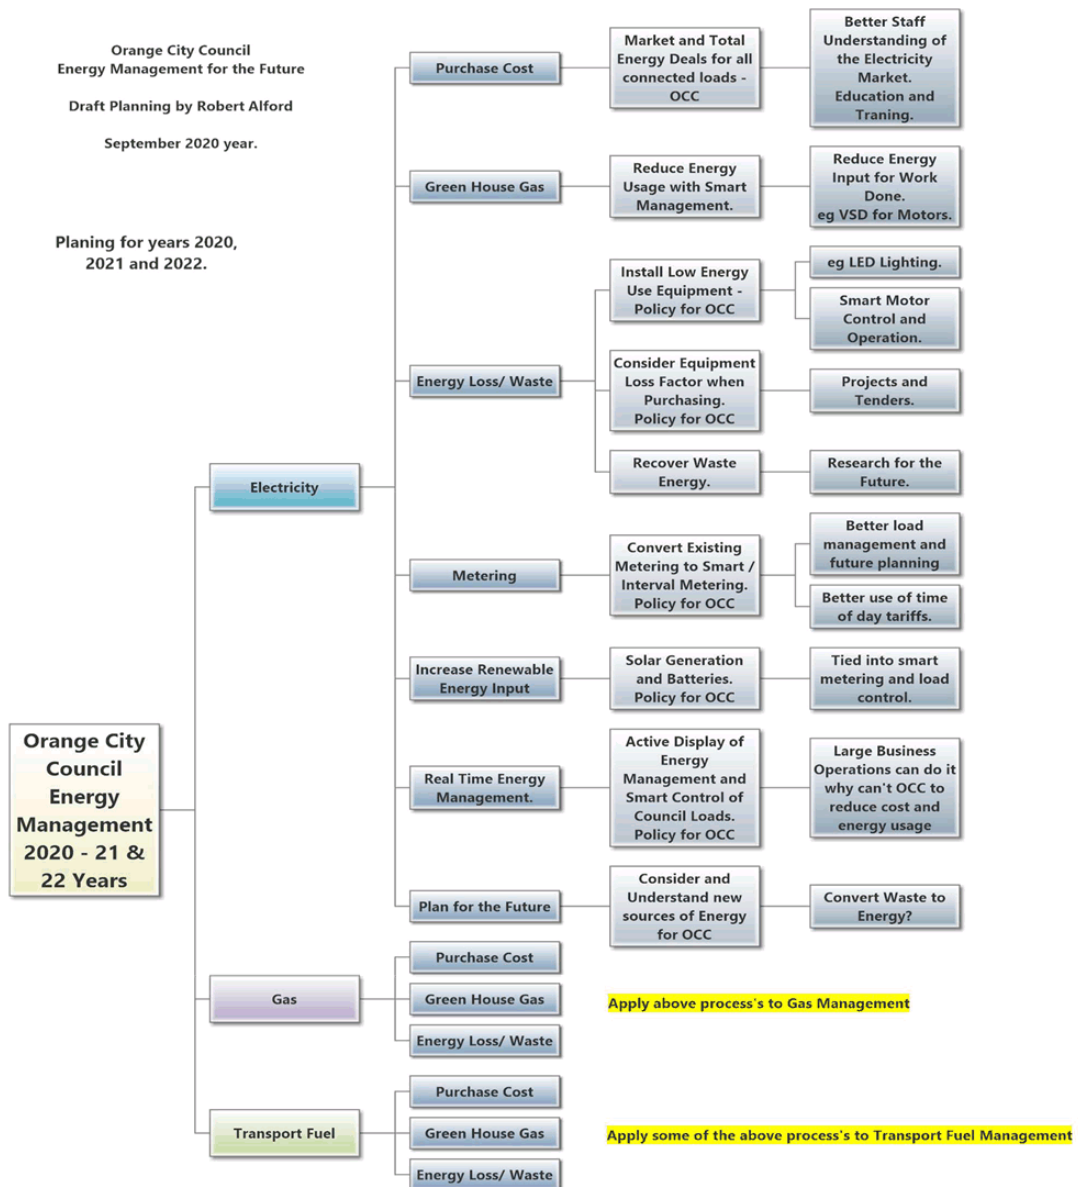 Orange City Council
Energy Management for the Future
Draft Planning by Robert Alford
September 2020 year.
Planing for years 2020,
2021 and 2022.
Orange City
Council
Energy
Management
2020 - 21 &
22 Years
Electricity
Purchase Cost
Market and Total
Energy Deals for all
connected loads -
OCC
Better Staff
Understanding of
the Electricity
Market.
Education and
Traning.
Green House Gas
Reduce Energy
Usage with Smart
Management.
Reduce Energy
Input for Work
Done.
eg VSD for Motors.
Energy Loss/ Waste
Install Low Energy
Use Equipment -
Policy for OCC
eg LED Lighting.
Smart Motor
Control and
Operation.
Consider Equipment
Loss Factor when
Purchasing.
Policy for OCC
Projects and
Tenders.
Recover Waste
Energy.
Research for the
Future.
Metering
Convert Existing
Metering to Smart /
Interval Metering.
Policy for OCC
Better load
management and
future planning
Better use of time
of day tariffs.
Increase Renewable
Energy Input
Solar Generation
and Batteries.
Policy for OCC
Tied into smart
metering and load
control.
Real Time Energy
Management.
Active Display of
Energy
Management and
Smart Control of
Council Loads.
Policy for OCC
Large Business
Operations can do it
why can't OCC to
reduce cost and
energy usage
Plan for the Future
Consider and
Understand new
sources of Energy
for OCC
Convert Waste to
Energy?
Gas
Purchase Cost
Green House Gas
Energy Loss/ Waste
Apply above process's to Gas Management
Transport Fuel
Purchase Cost
Green House Gas
Energy Loss/ Waste
Apply some of the above process's to Transport Fuel Management